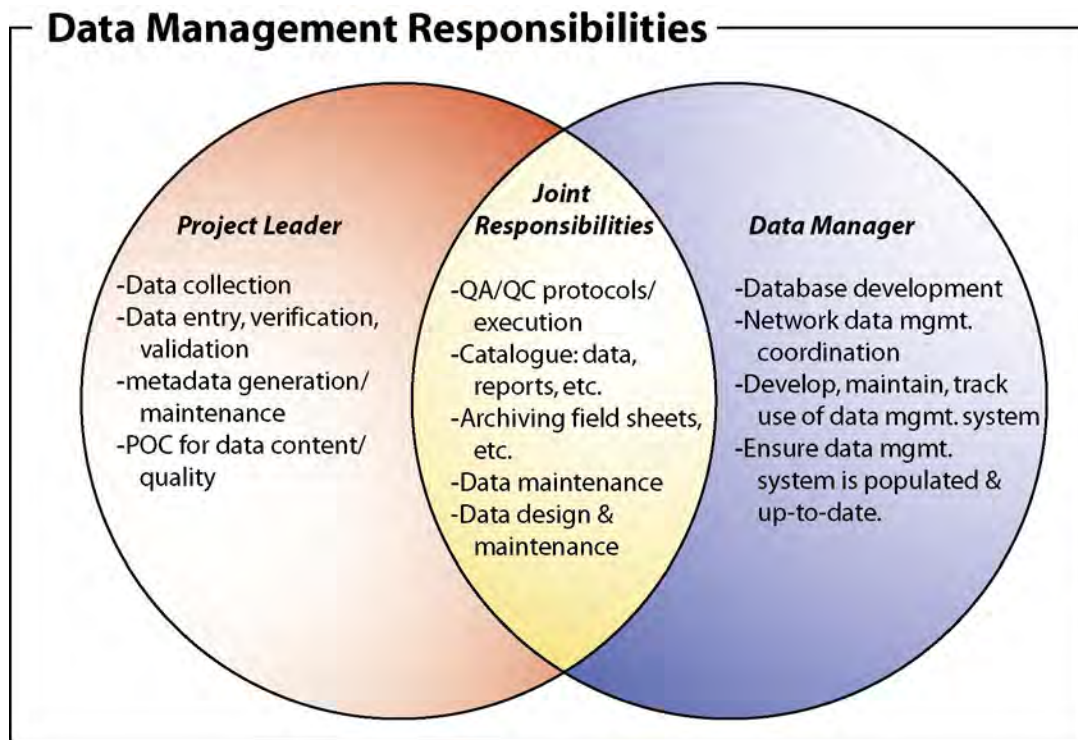 Data Management Responsibilities
Project Leader
-Data collection
-Data entry, verification,
validation
-metadata generation/
maintenance
-POC for data content/
quality
Joint
Responsibilities
-QA/QC protocols/
execution
-Catalogue: data,
reports, etc.
-Archiving field sheets,
etc.
-Data maintenance
-Data design &
maintenance
Data Manager
-Database development
-Network data mgmt.
coordination
-Develop, maintain, track
use of data mgmt. system
-Ensure data mgmt.
system is populated &
up-to-date.